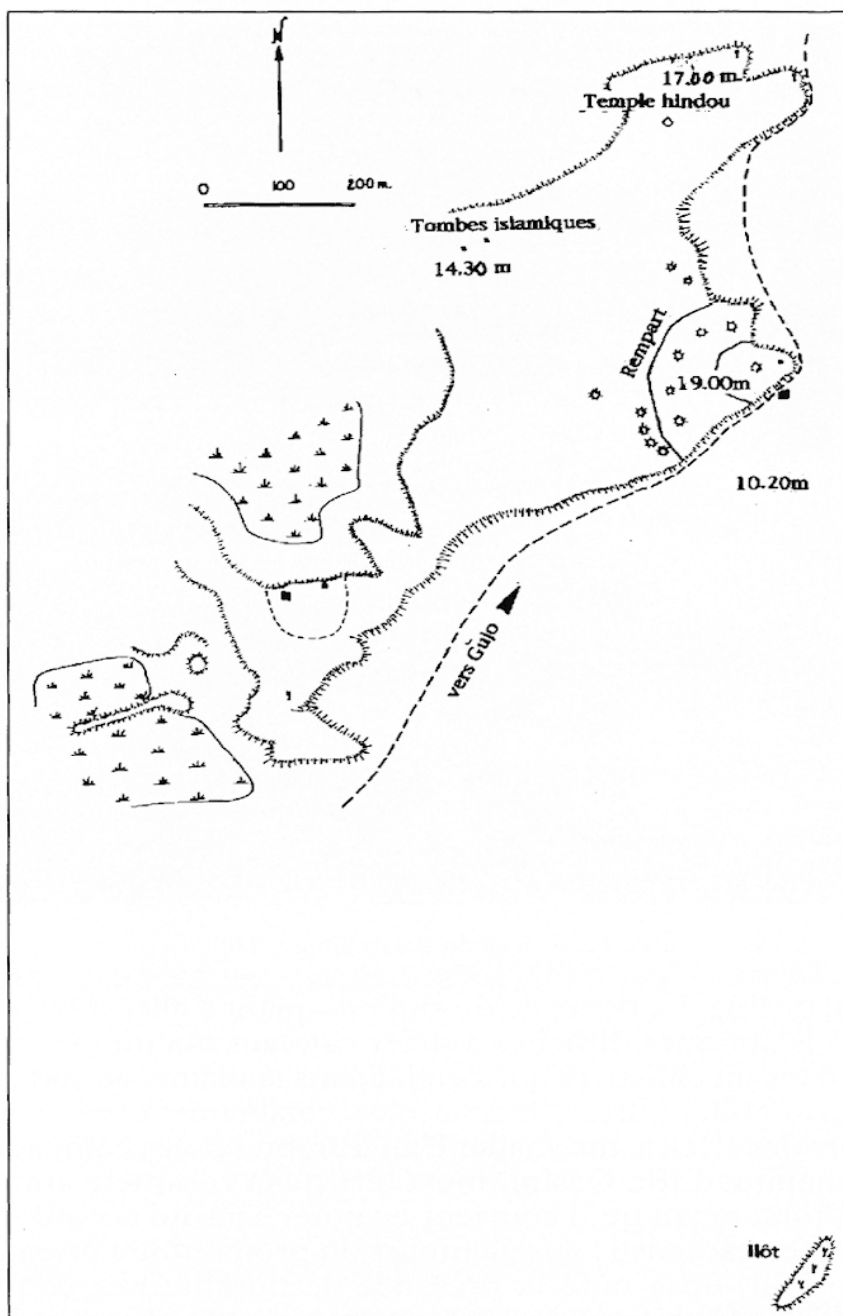 N
17.00 m.
Temple hindou
0 100 200 m.
Tombes islamiques
14.30 m
Rempart
19.00m
10.20m
vers Gujo
Ilôt